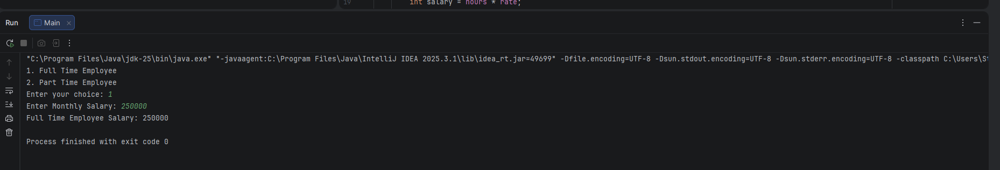 19 int salary = hours * rate;
Run Main
"C:\Program Files\Java\jdk-25\bin\java.exe" "-javaagent:C:\Program Files\Java\IntelliJ IDEA 2025.3.1\lib\idea_rt.jar=49699" -Dfile.encoding=UTF-8 -Dsun.stdout.encoding=UTF-8 -Dsun.stderr.encoding=UTF-8 -classpath C:\Users\
1. Full Time Employee
2. Part Time Employee
Enter your choice: 1
Enter Monthly Salary: 250000
Full Time Employee Salary: 250000
Process finished with exit code 0